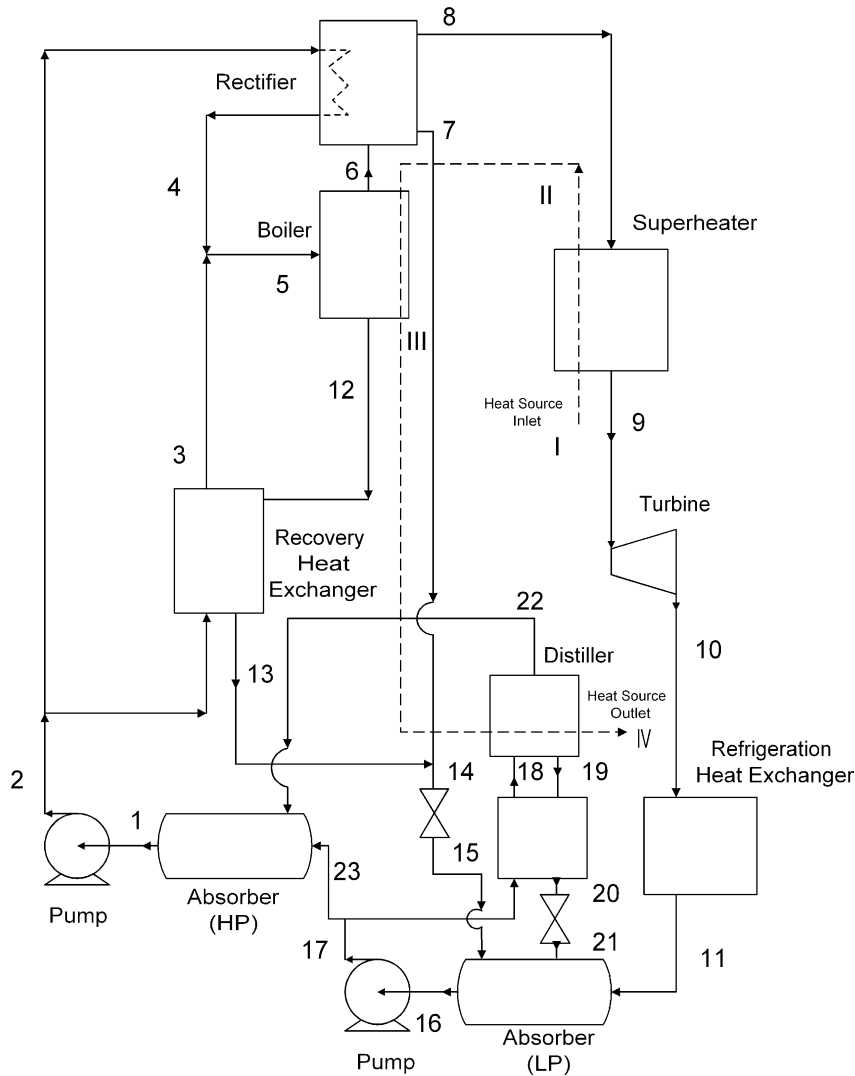 8
Rectifier
7
6
4
II
Boiler
Superheater
5
III
12
Heat Source
Inlet
9
I
3
Turbine
Recovery
Heat
Exchanger
22
10
13
Distiller
Heat Source
Outlet
IV
2
14
18
19
Refrigeration
Heat Exchanger
1
15
23
20
Absorber
(HP)
Pump
17
21
11
16
Absorber
(LP)
Pump